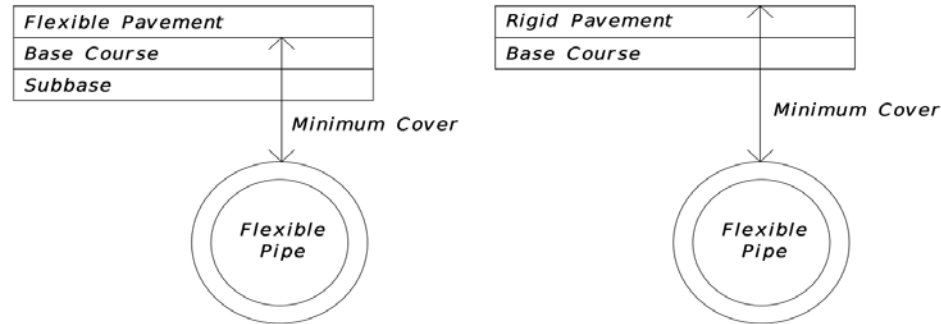 Flexible Pavement
Base Course
Subbase
Minimum Cover
Flexible
Pipe
Rigid Pavement
Base Course
Minimum Cover
Flexible
Pipe